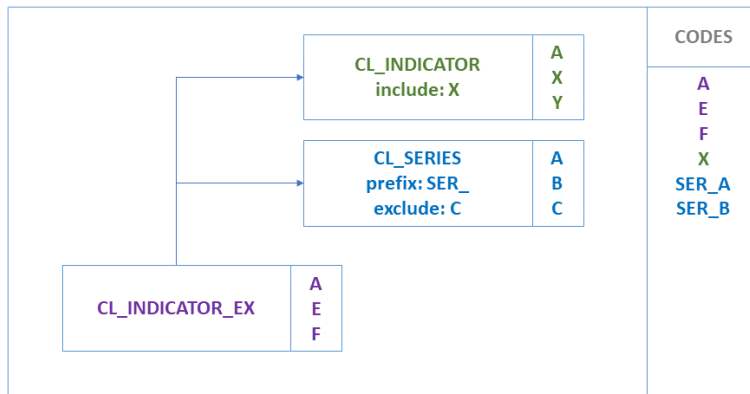 CL_INDICATOR
include: X
A
X
Y
CL_SERIES
prefix: SER_
exclude: C
A
B
C
CL_INDICATOR_EX
A
E
F
CODES
A
E
F
X
SER_A
SER_B